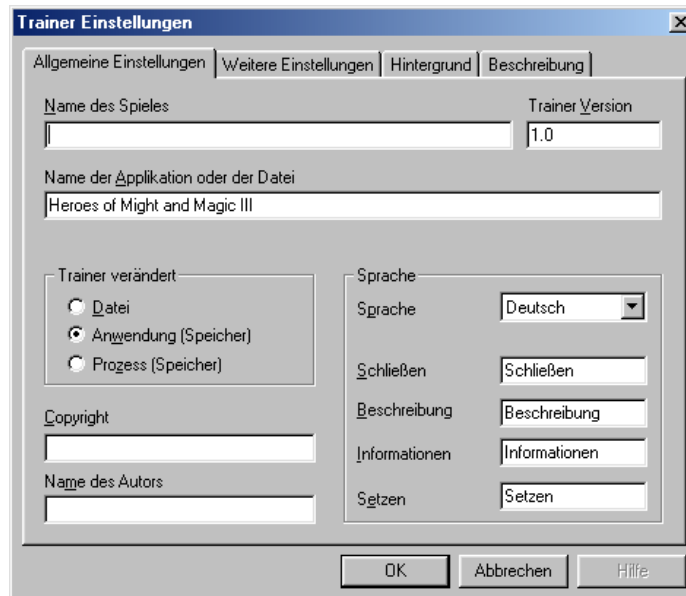 Trainer Einstellungen
Allgemeine Einstellungen Weitere Einstellungen Hintergrund Beschreibung
Name des Spieles Trainer Version
1.0
Name der Applikation oder der Datei
Heroes of Might and Magic III
Trainer verändert
Datei
Anwendung (Speicher)
Prozess (Speicher)
Copyright
Name des Autors
Sprache
Sprache Deutsch
Schließen Schließen
Beschreibung Beschreibung
Informationen Informationen
Setzen Setzen
OK Abbrechen Hilfe